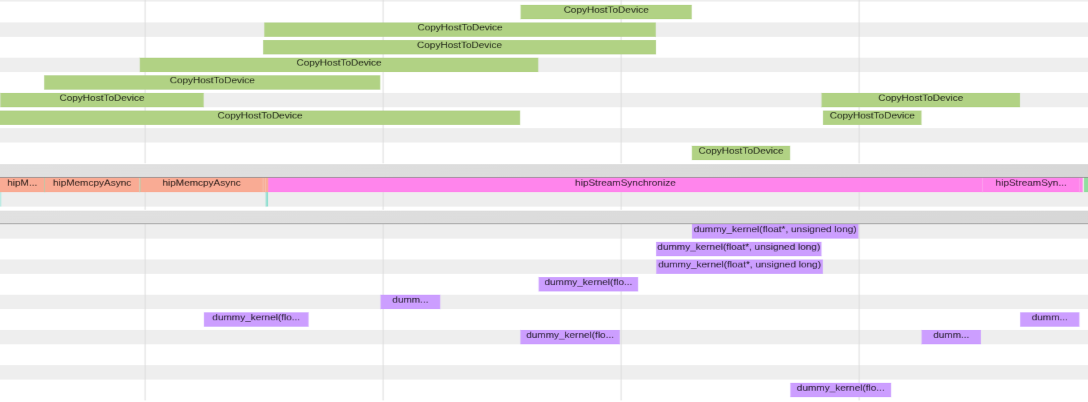 CopyHostToDevice
CopyHostToDevice
CopyHostToDevice
CopyHostToDevice
CopyHostToDevice
CopyHostToDevice CopyHostToDevice
CopyHostToDevice CopyHostToDevice
CopyHostToDevice
hipM... hipMemcpyAsync hipMemcpyAsync hipStreamSynchronize hipStreamSyn...
dummy_kernel(float*, unsigned long)
dummy_kernel(float*, unsigned long)
dummy_kernel(float*, unsigned long)
dummy_kernel(flo...
dumm...
dummy_kernel(flo... dumm...
dummy_kernel(flo... dumm...
dummy_kernel(flo...